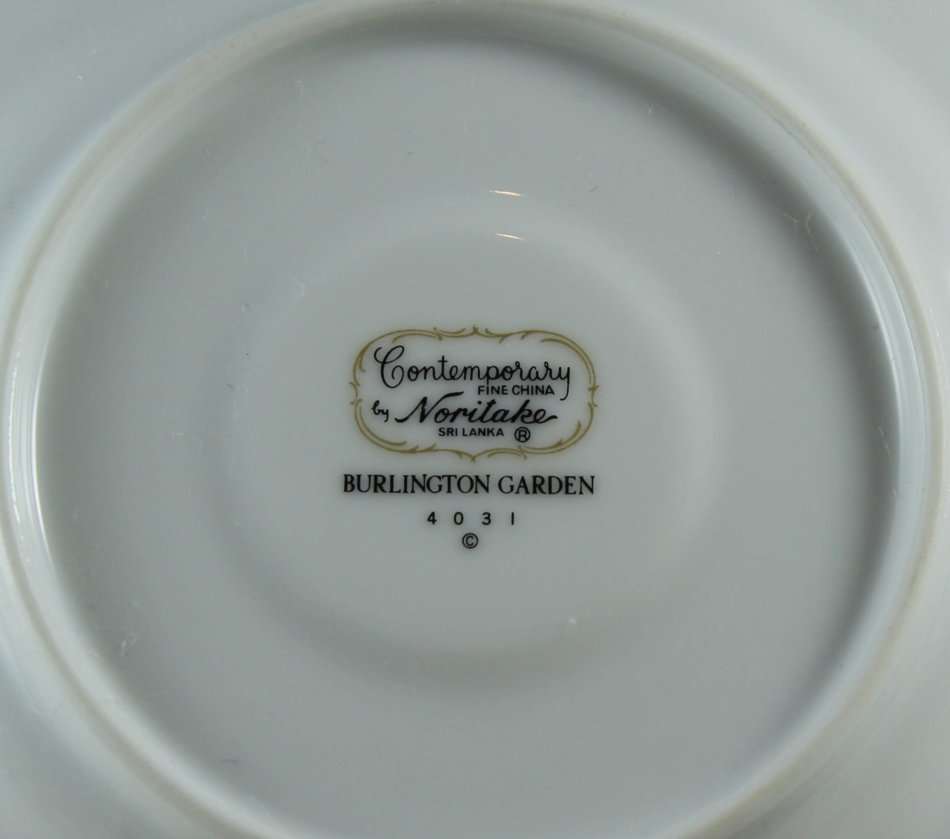 Contemporary
FINE CHINA
by Noritake
SRI LANKA ®
BURLINGTON GARDEN
4031
©